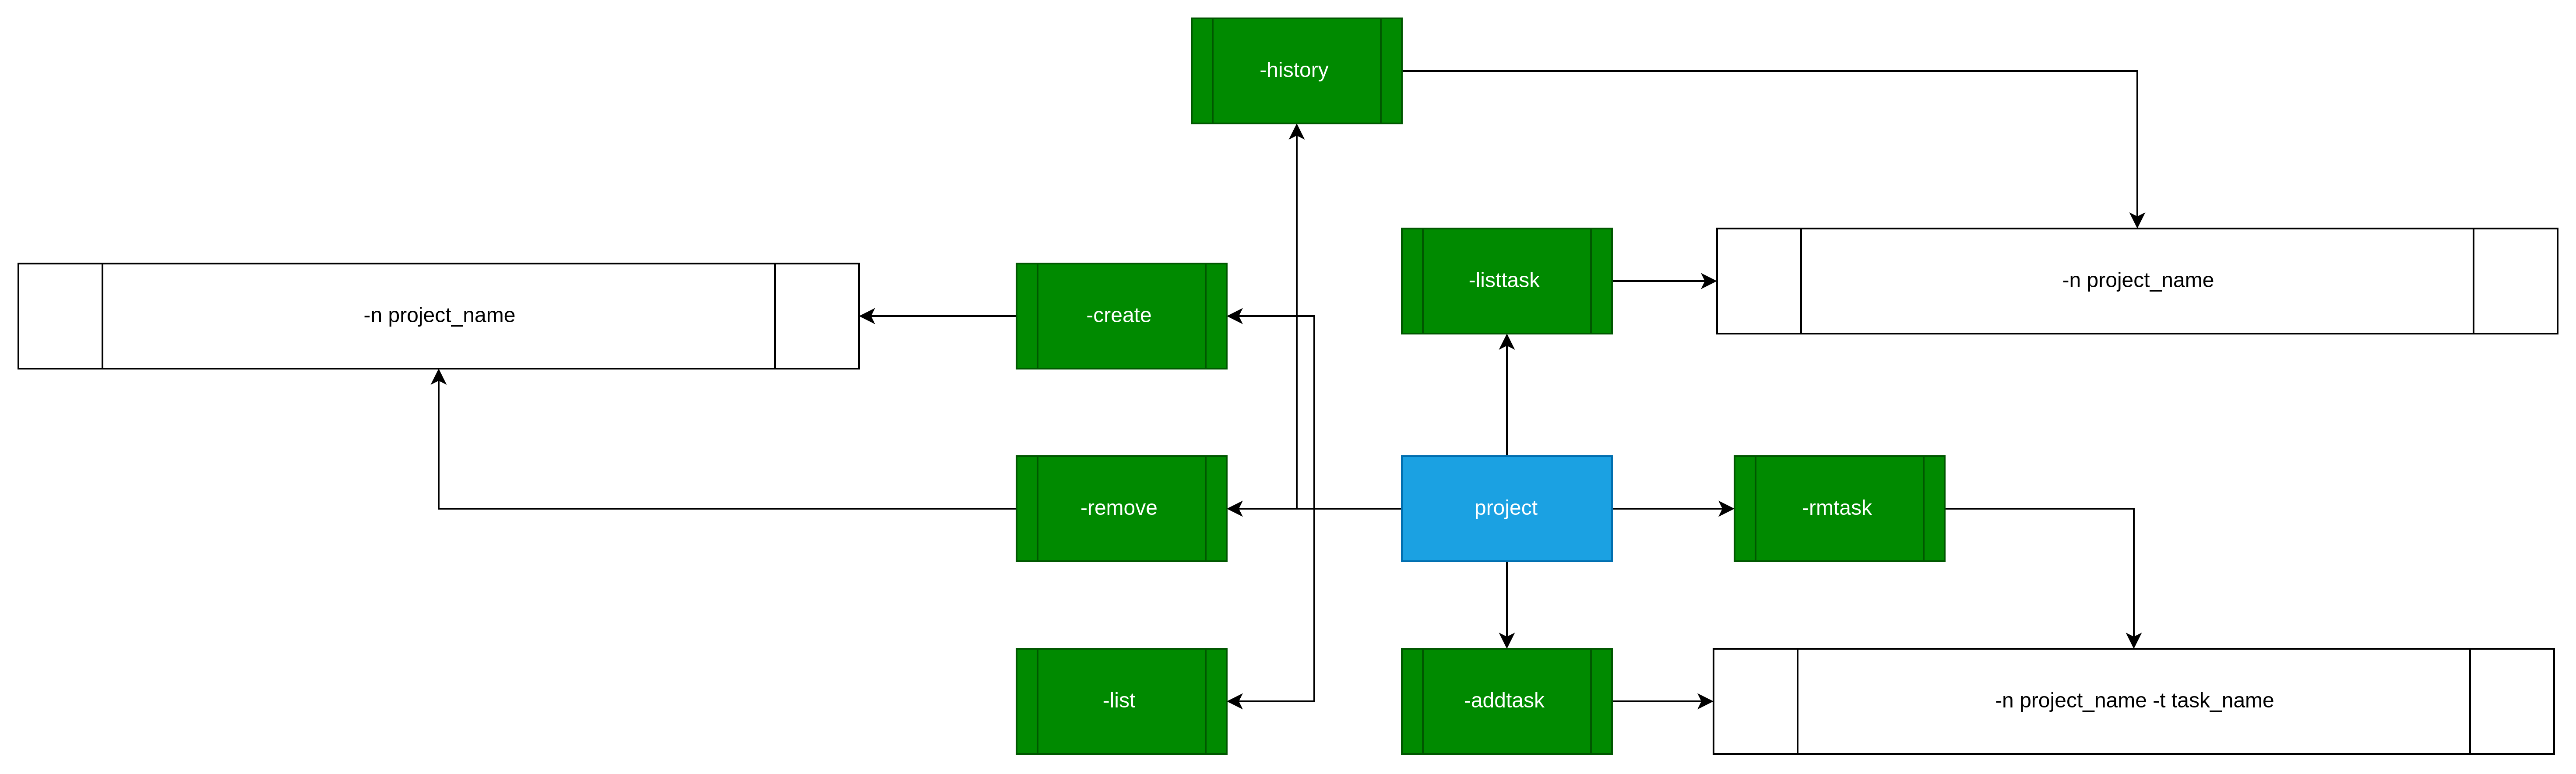 -history
-listtask
-n project_name
-n project_name
-create
-remove
project
-rmtask
-list
-addtask
-n project_name -t task_name